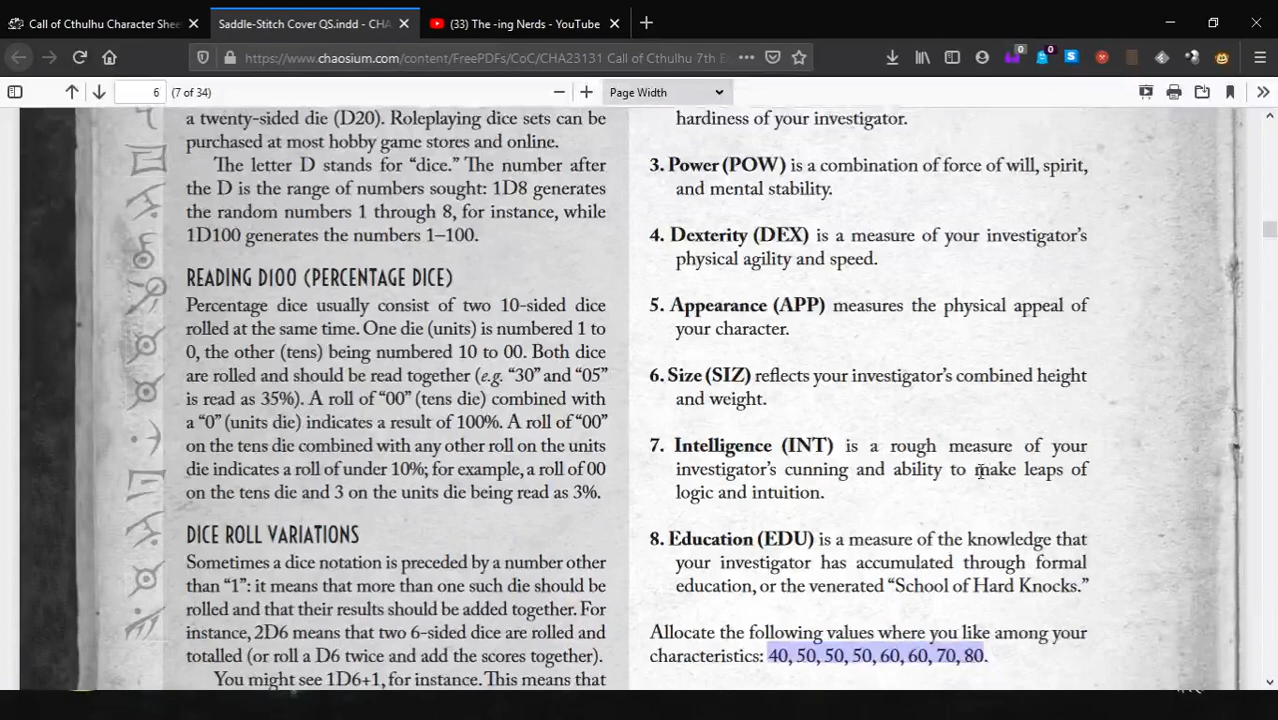 Call of Cthulhu Character Shee
Saddle-Stitch Cover QS.indd - CHA
(33) The -ing Nerds - YouTube
https://www.chaosium.com/content/FreePDFs/CoC/CHA23131 Call of Cthulhu 7th E
0
0
6
(7 of 34)
Page Width
a twenty-sided die (D20). Roleplaying dice sets can be
purchased at most hobby game stores and online.
The letter D stands for “dice.” The number after
the D is the range of numbers sought: 1D8 generates
the random numbers 1 through 8, for instance, while
1D100 generates the numbers 1–100.
READING D100 (PERCENTAGE DICE)
Percentage dice usually consist of two 10-sided dice
rolled at the same time. One die (units) is numbered 1 to
0, the other (tens) being numbered 10 to 00. Both dice
are rolled and should be read together (e.g. “30” and “05”
is read as 35%). A roll of “00” (tens die) combined with
a “0” (units die) indicates a result of 100%. A roll of “00”
on the tens die combined with any other roll on the units
die indicates a roll of under 10%; for example, a roll of 00
on the tens die and 3 on the units die being read as 3%.
DICE ROLL VARIATIONS
Sometimes a dice notation is preceded by a number other
than “1”: it means that more than one such die should be
rolled and that their results should be added together. For
instance, 2D6 means that two 6-sided dice are rolled and
totalled (or roll a D6 twice and add the scores together).
You might see 1D6+1, for instance. This means that
hardiness of your investigator.
3. Power (POW) is a combination of force of will, spirit,
and mental stability.
4. Dexterity (DEX) is a measure of your investigator’s
physical agility and speed.
5. Appearance (APP) measures the physical appeal of
your character.
6. Size (SIZ) reflects your investigator’s combined height
and weight.
7. Intelligence (INT) is a rough measure of your
investigator’s cunning and ability to make leaps of
logic and intuition.
8. Education (EDU) is a measure of the knowledge that
your investigator has accumulated through formal
education, or the venerated “School of Hard Knocks.”
Allocate the following values where you like among your
characteristics: 40, 50, 50, 50, 60, 60, 70, 80.